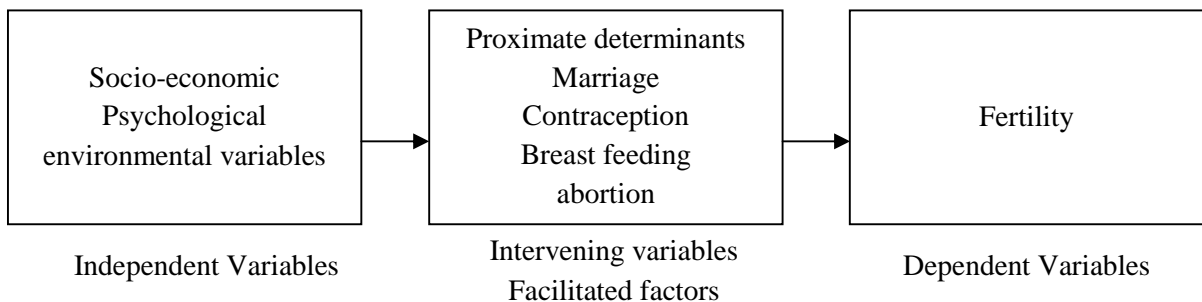 Socio-economic
Psychological
environmental variables
Proximate determinants
Marriage
Contraception
Breast feeding
abortion
Fertility
Independent Variables
Intervening variables
Facilitated factors
Dependent Variables